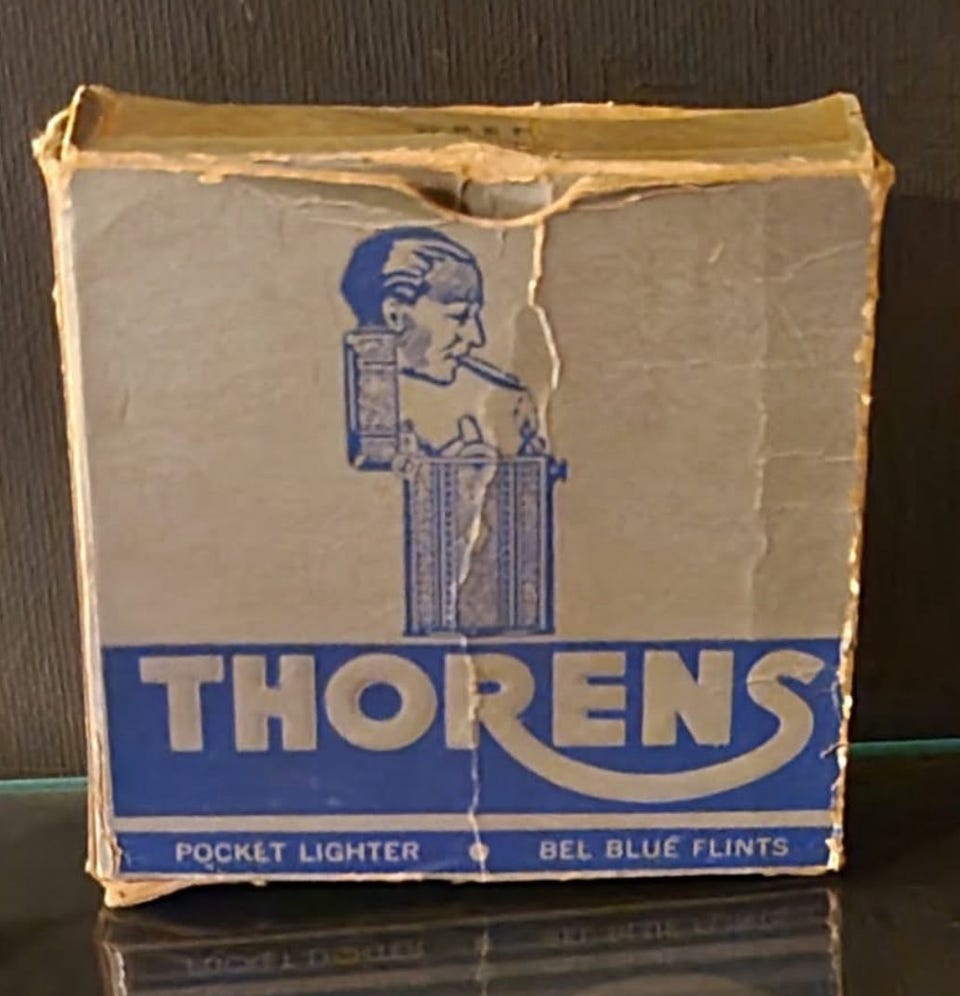 THORENS
POCKET LIGHTER • BEL BLUE FLINTS